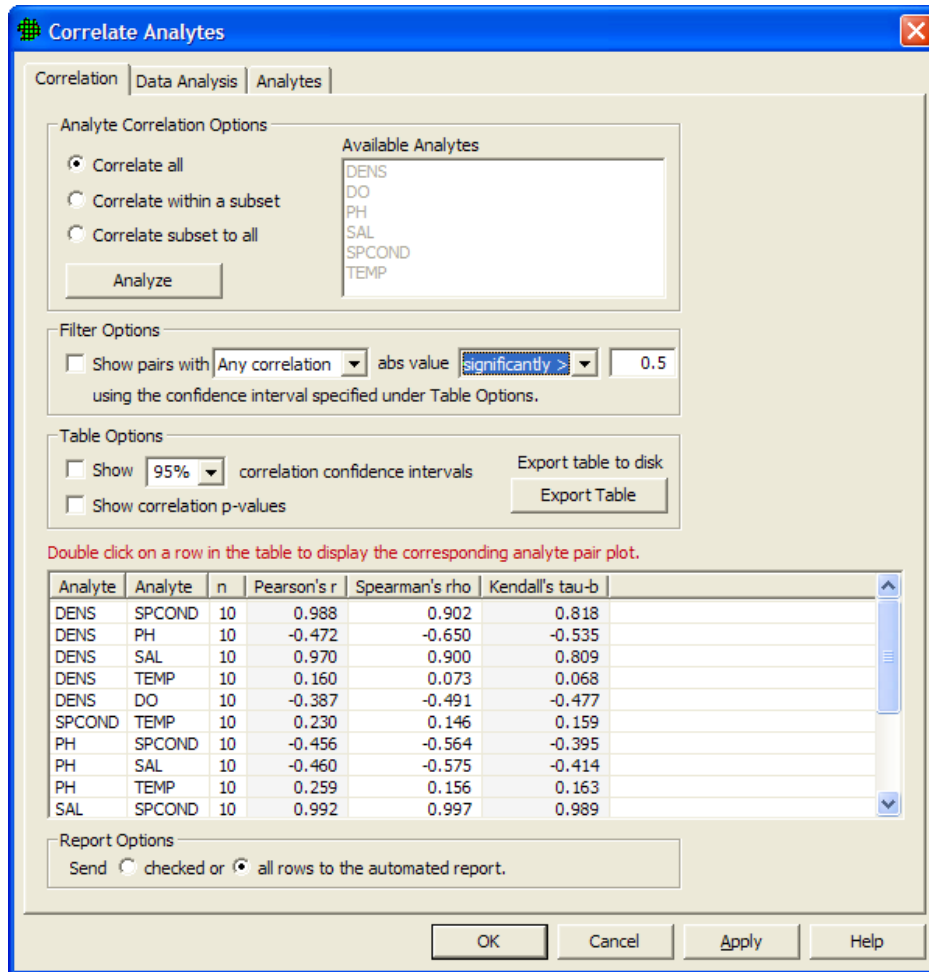 Correlate Analytes
Correlation Data Analysis Analytes
Analyte Correlation Options
Correlate all
Correlate within a subset
Correlate subset to all
Analyze
Available Analytes
DENS
DO
PH
SAL
SPCOND
TEMP
Filter Options
Show pairs with Any correlation abs value significantly > 0.5
using the confidence interval specified under Table Options.
Table Options
Show 95% correlation confidence intervals
Show correlation p-values
Export table to disk
Export Table
Double click on a row in the table to display the corresponding analyte pair plot.
Analyte Analyte n Pearson's r Spearman's rho Kendall's tau-b
DENS SPCOND 10 0.988 0.902 0.818
DENS PH 10 -0.472 -0.650 -0.535
DENS SAL 10 0.970 0.900 0.809
DENS TEMP 10 0.160 0.073 0.068
DENS DO 10 -0.387 -0.491 -0.477
SPCOND TEMP 10 0.230 0.146 0.159
PH SPCOND 10 -0.456 -0.564 -0.395
PH SAL 10 -0.460 -0.575 -0.414
PH TEMP 10 0.259 0.156 0.163
SAL SPCOND 10 0.992 0.997 0.989
Report Options
Send checked or all rows to the automated report.
OK Cancel Apply Help